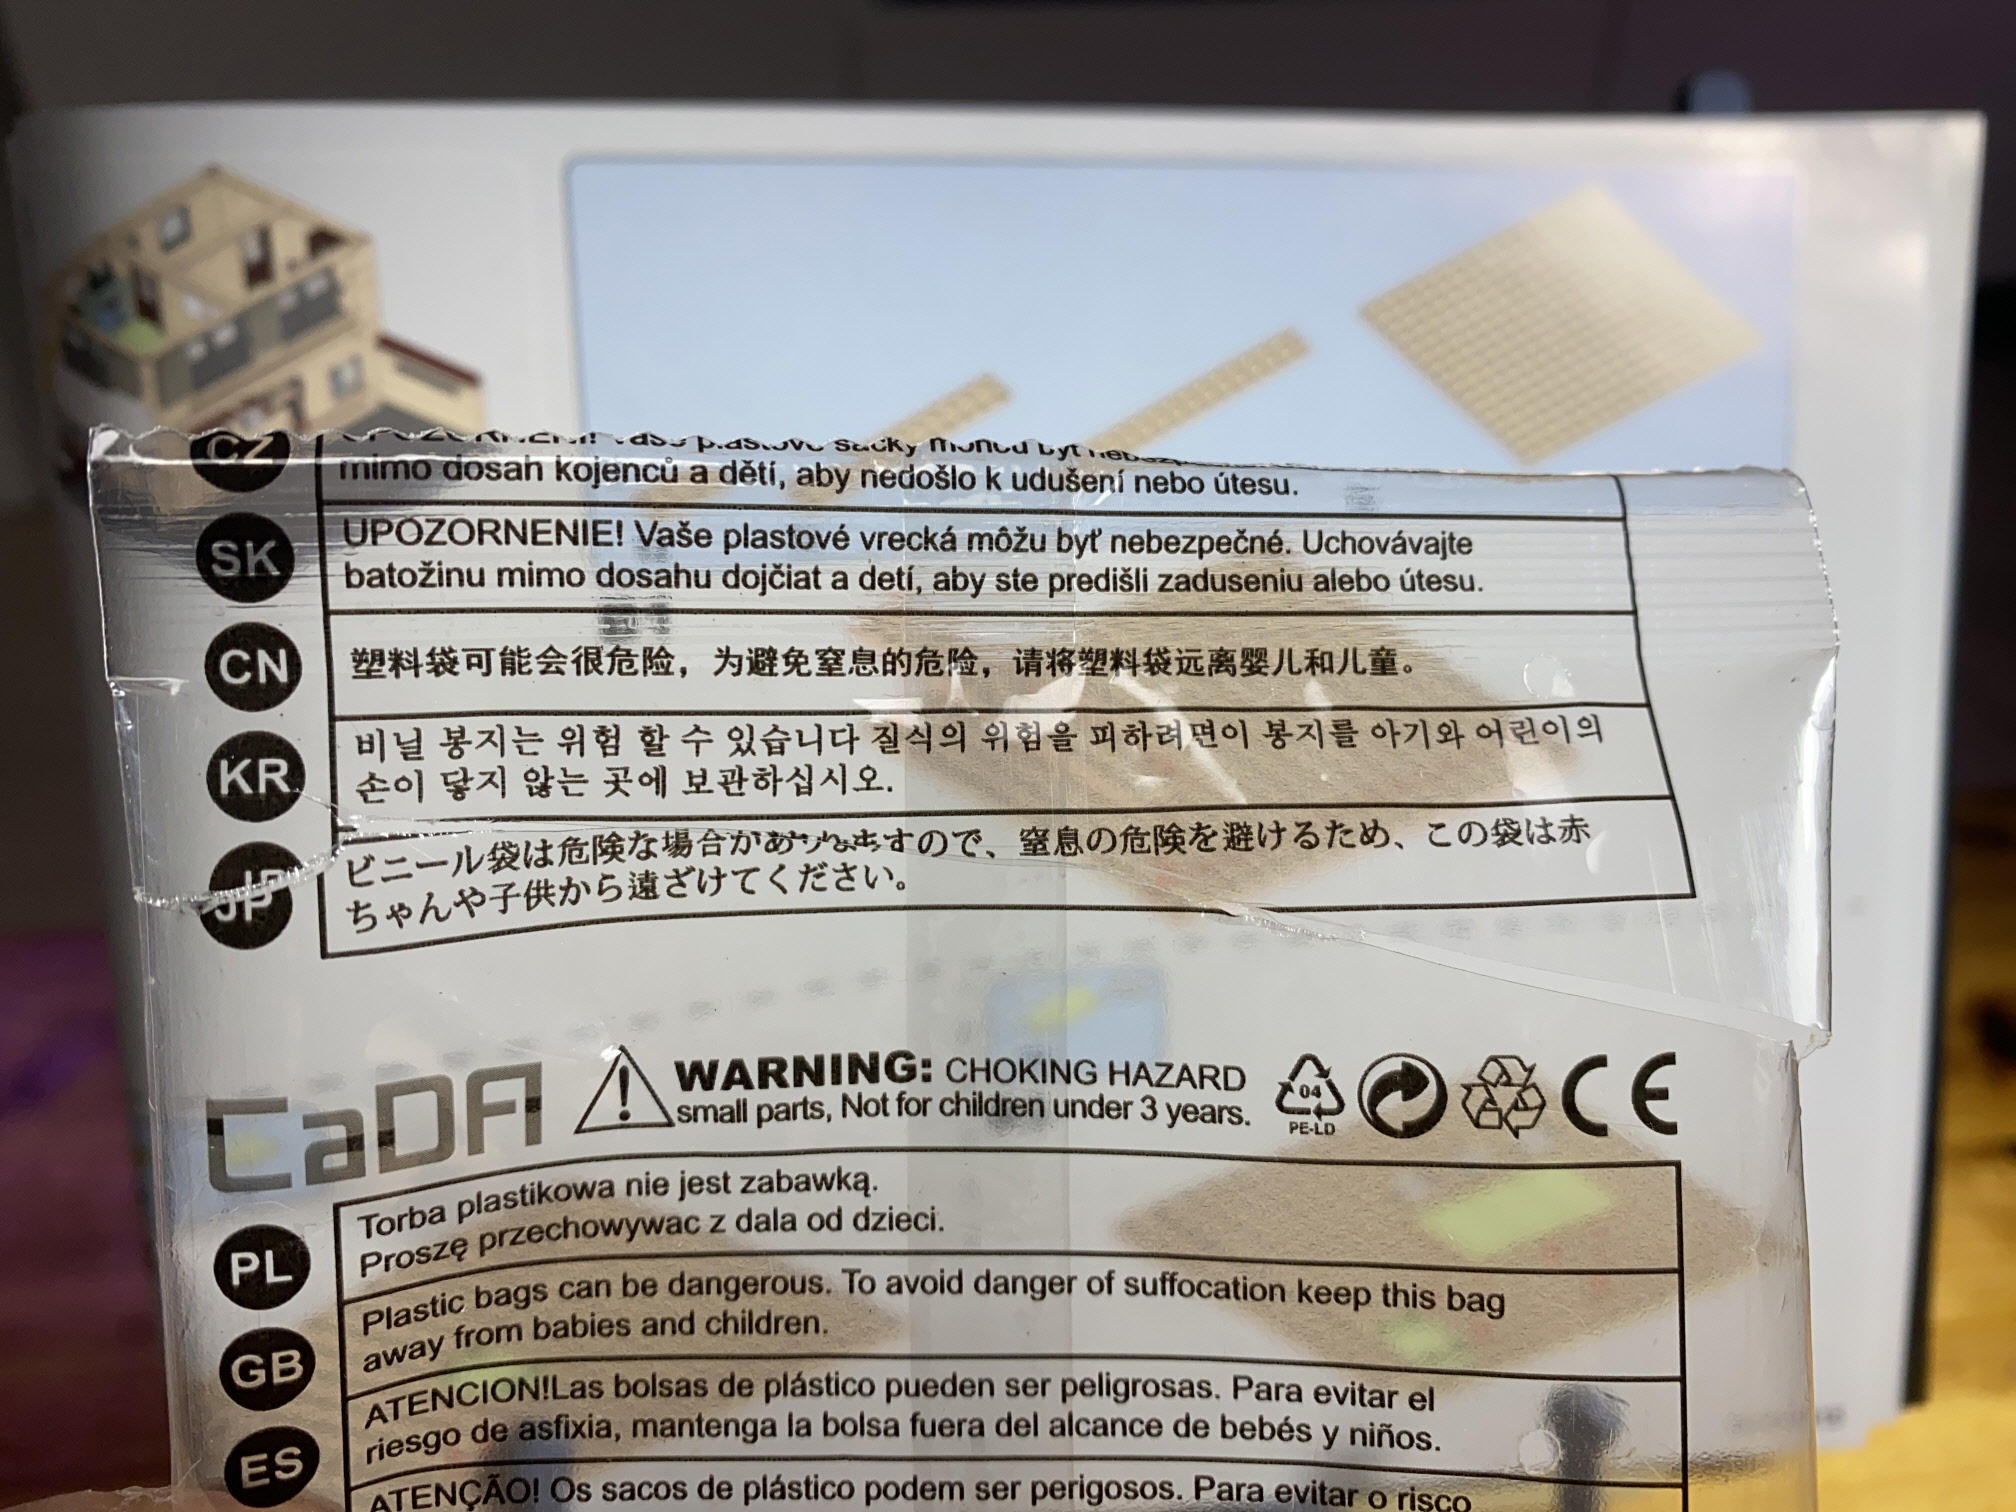 CZ
UPOZORNĚNÍ! Vaše plastové sáčky mohou být
mimo dosah kojenců a dětí, aby nedošlo k udušení nebo útesu.
SK
UPOZORNENIE! Vaše plastové vrecká môžu byť nebezpečné. Uchovávajte
batožinu mimo dosahu dojčiat a detí, aby ste predišli zaduseniu alebo útesu.
CN
塑料袋可能会很危险，为避免窒息的危险，请将塑料袋远离婴儿和儿童。
KR
비닐 봉지는 위험 할 수 있습니다 질식의 위험을 피하려면이 봉지를 아기와 어린이의
손이 닿지 않는 곳에 보관하십시오.
JP
ビニール袋は危険な場合がありますので、窒息の危険を避けるため、この袋は赤
ちゃんや子供から遠ざけてください。
CaDA
WARNING: CHOKING HAZARD
small parts, Not for children under 3 years.
04
PE-LD
CE
PL
Torba plastikowa nie jest zabawką.
Proszę przechowywac z dala od dzieci.
GB
Plastic bags can be dangerous. To avoid danger of suffocation keep this bag
away from babies and children.
ES
ATENCION!Las bolsas de plástico pueden ser peligrosas. Para evitar el
riesgo de asfixia, mantenga la bolsa fuera del alcance de bebés y niños.
ATENÇÃO! Os sacos de plástico podem ser perigosos. Para evitar o risco